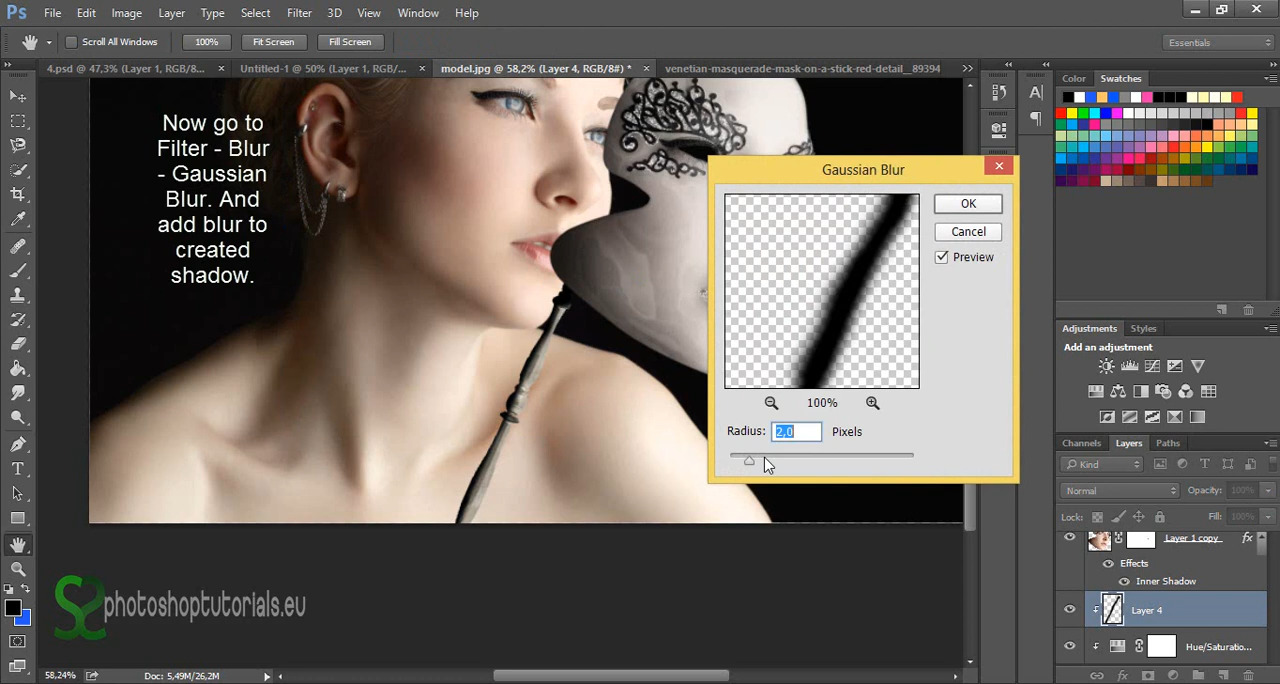 Ps File Edit Image Layer Type Select Filter 3D View Window Help
Scroll All Windows 100% Fit Screen Fill Screen Essentials
4.psd @ 47,3% (Layer 1, RGB/8... × Untitled-1 @ 50% (Layer 1, RGB/... × model.jpg @ 58,2% (Layer 4, RGB/8#) * × venetian-masquerade-mask-on-a-stick-red-detail__89394
Color Swatches
Now go to
Filter - Blur
- Gaussian
Blur. And
add blur to
created
shadow.
Gaussian Blur
OK
Cancel
Preview
100%
Radius: 2,0 Pixels
Adjustments Styles
Add an adjustment
Channels Layers Paths
Kind
Normal Opacity: 100%
Lock: Fill: 100%
Layer 1 copy fx
Effects
Inner Shadow
Layer 4
Hue/Saturatio...
photoshoptutorials.eu
58,24% Doc: 5,49M/26,2M